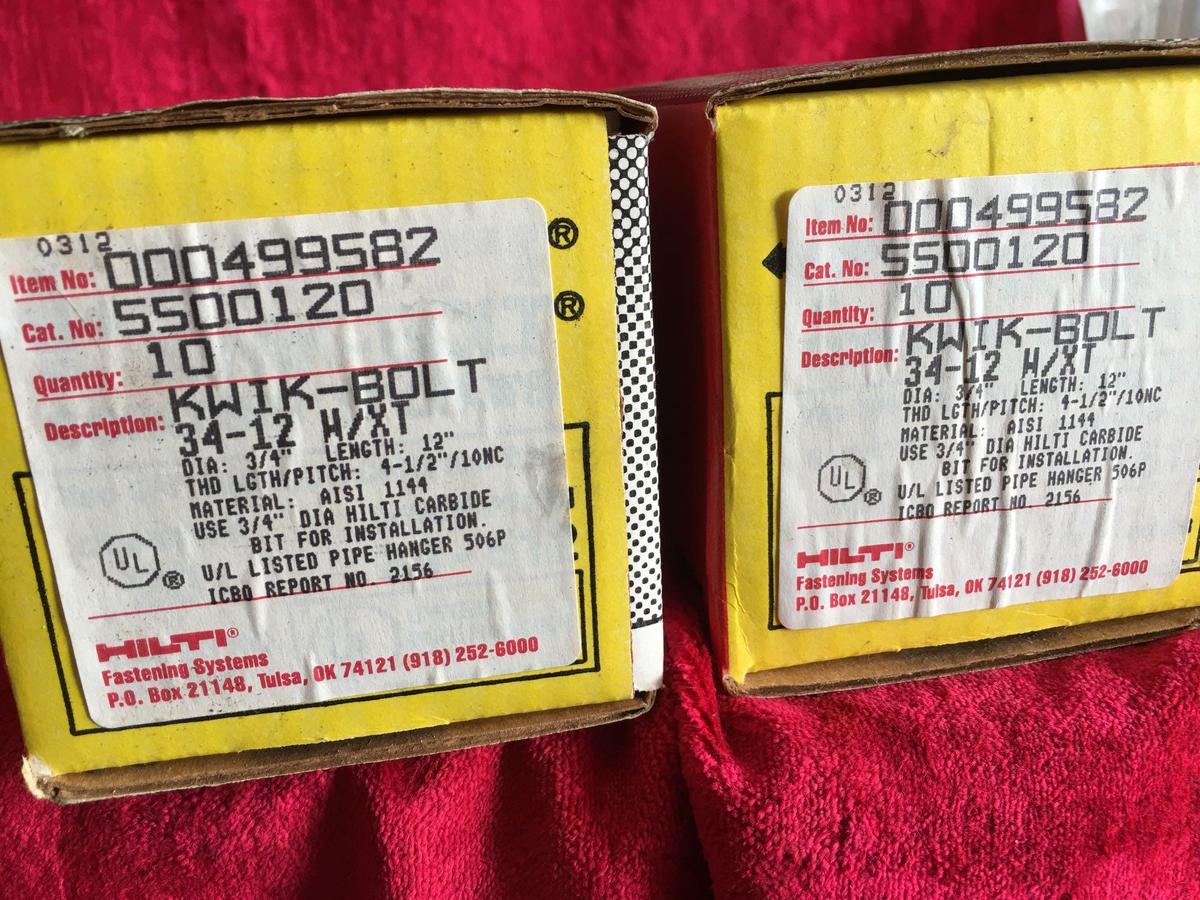 0312
Item No: 000499582
Cat. No: SS00120
Quantity: 10
Description: KWIK-BOLT
34-12 W/XT
DIA: 3/4" LENGTH: 12"
THD LGTH/PITCH: 4-1/2"/10NC
MATERIAL: AISI 1144
USE 3/4" DIA HILTI CARBIDE
BIT FOR INSTALLATION.
U/L LISTED PIPE HANGER 506P
ICBO REPORT NO. 2156
UL ®
HILTI®
Fastening Systems
P.O. Box 21148, Tulsa, OK 74121 (918) 252-6000
®
®
0312
Item No: 000499582
Cat. No: SS00120
Quantity: 10
Description: KWIK-BOLT
34-12 W/XT
DIA: 3/4" LENGTH: 12"
THD LGTH/PITCH: 4-1/2"/10NC
MATERIAL: AISI 1144
USE 3/4" DIA HILTI CARBIDE
BIT FOR INSTALLATION.
U/L LISTED PIPE HANGER 506P
ICBO REPORT NO. 2156
UL ®
HILTI®
Fastening Systems
P.O. Box 21148, Tulsa, OK 74121 (918) 252-6000